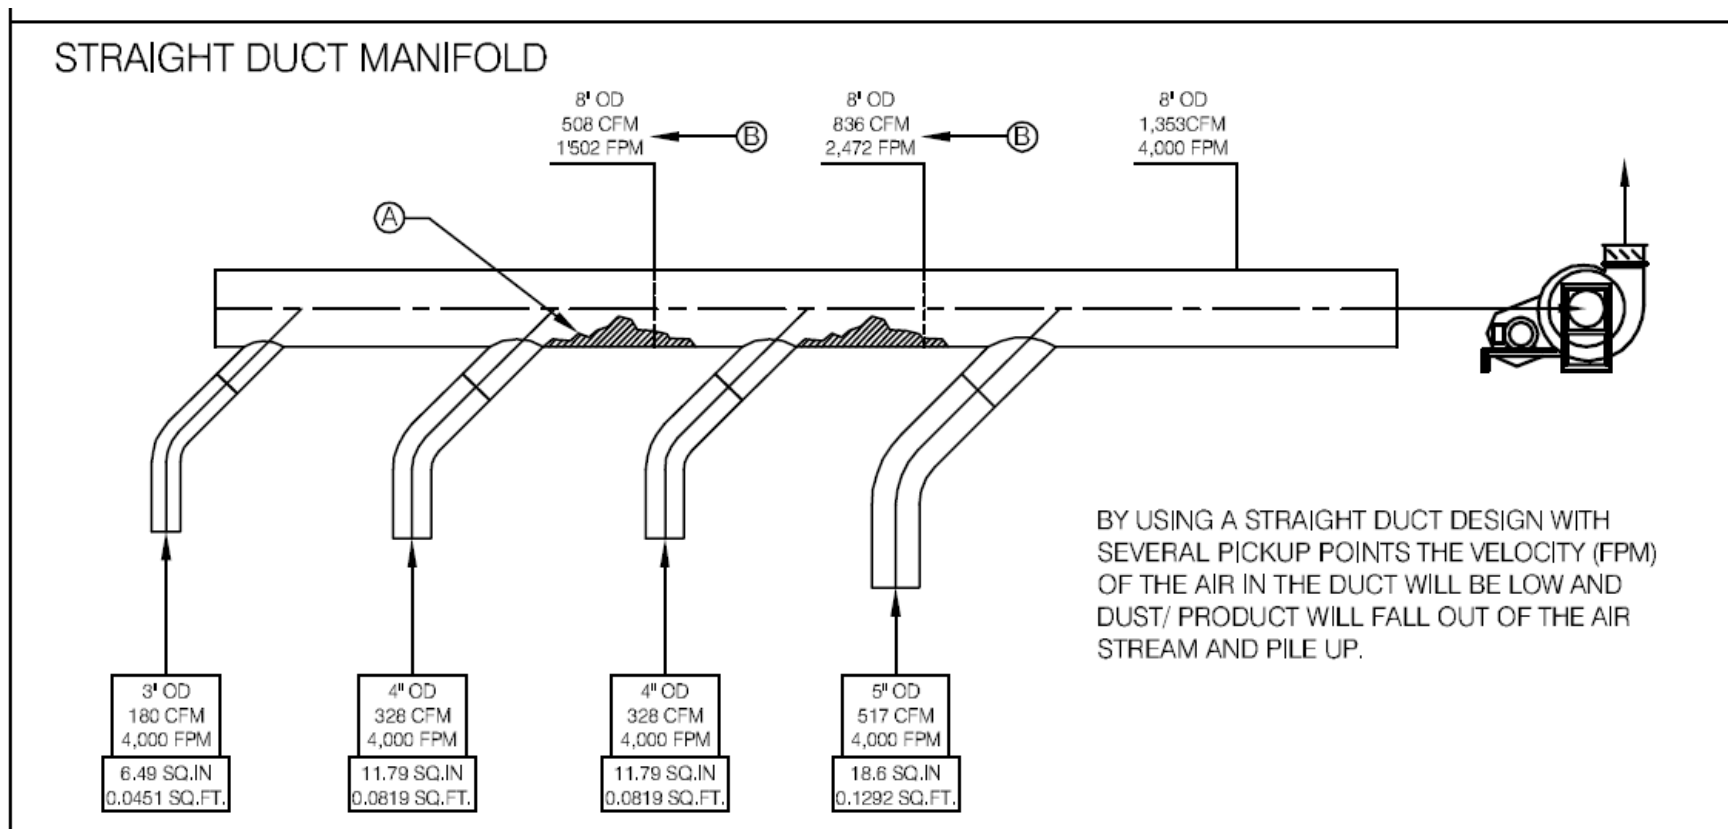 STRAIGHT DUCT MANIFOLD
8' OD
508 CFM
1'502 FPM
B
8' OD
836 CFM
2,472 FPM
B
8' OD
1,353CFM
4,000 FPM
A
BY USING A STRAIGHT DUCT DESIGN WITH
SEVERAL PICKUP POINTS THE VELOCITY (FPM)
OF THE AIR IN THE DUCT WILL BE LOW AND
DUST/ PRODUCT WILL FALL OUT OF THE AIR
STREAM AND PILE UP.
3' OD
180 CFM
4,000 FPM
6.49 SQ.IN
0.0451 SQ.FT.
4" OD
328 CFM
4,000 FPM
11.79 SQ.IN
0.0819 SQ.FT.
4" OD
328 CFM
4,000 FPM
11.79 SQ.IN
0.0819 SQ.FT.
5" OD
517 CFM
4,000 FPM
18.6 SQ.IN
0.1292 SQ.FT.